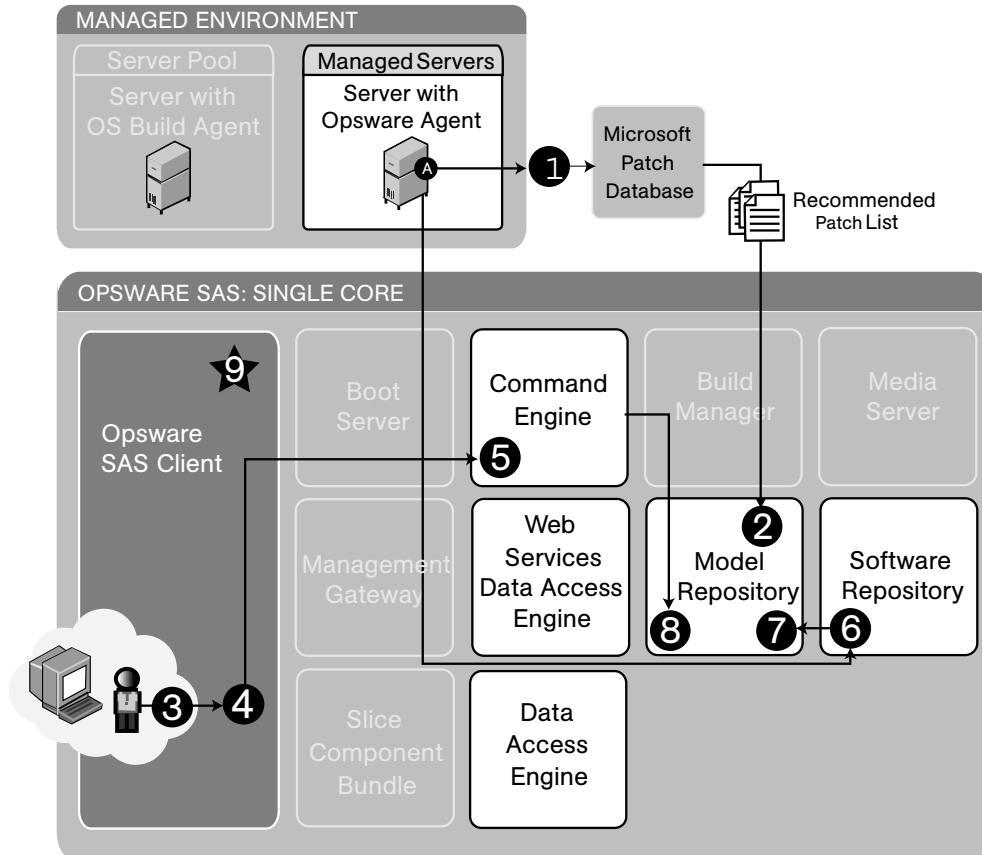 MANAGED ENVIRONMENT
Server Pool
Server with
OS Build Agent
Managed Servers
Server with
Opsware Agent
A
1
Microsoft
Patch
Database
Recommended
Patch List
OPSWARE SAS: SINGLE CORE
9
Opsware
SAS Client
Boot
Server
Command
Engine
5
Build
Manager
Media
Server
Management
Gateway
Web
Services
Data Access
Engine
2
Model
Repository
8
7
Software
Repository
6
3
4
Slice
Component
Bundle
Data
Access
Engine